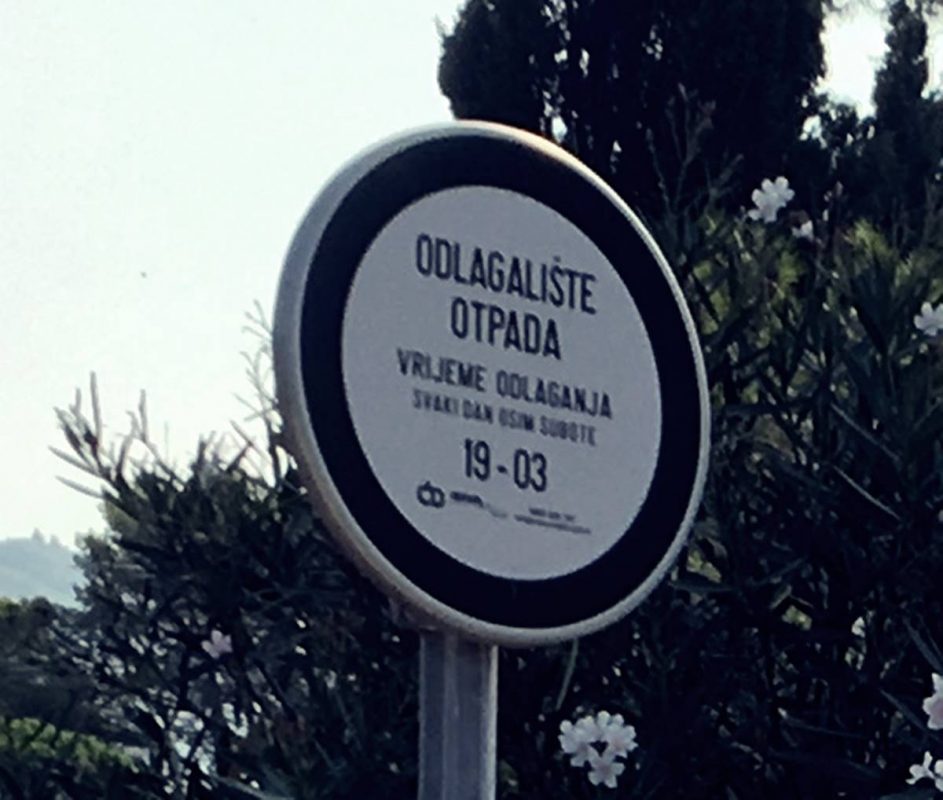 ODLAGALIŠTE
OTPADA
VRIJEME ODLAGANJA
SVAKI DAN OSIM SUBOTE
19-03